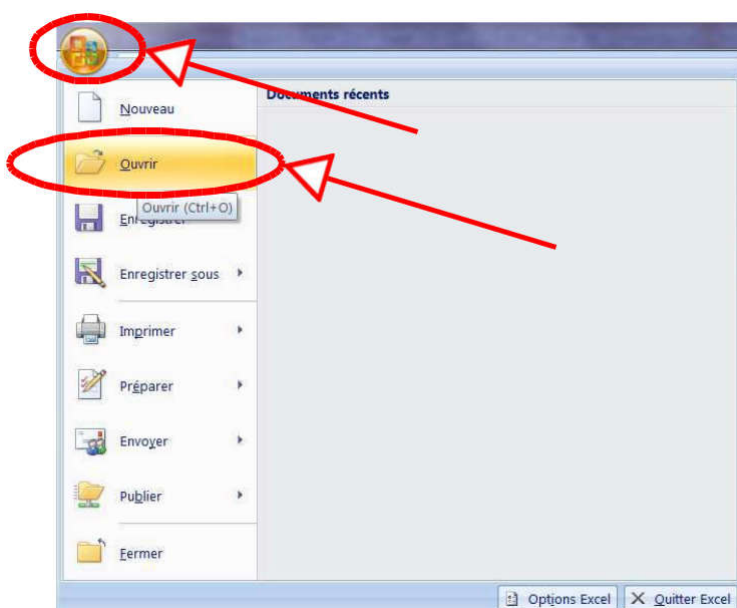 Documents récents
Nouveau
Ouvrir
Ouvrir (Ctrl+O)
Enregistrer
Enregistrer sous
Imprimer
Préparer
Envoyer
Publier
Fermer
Options Excel
Quitter Excel